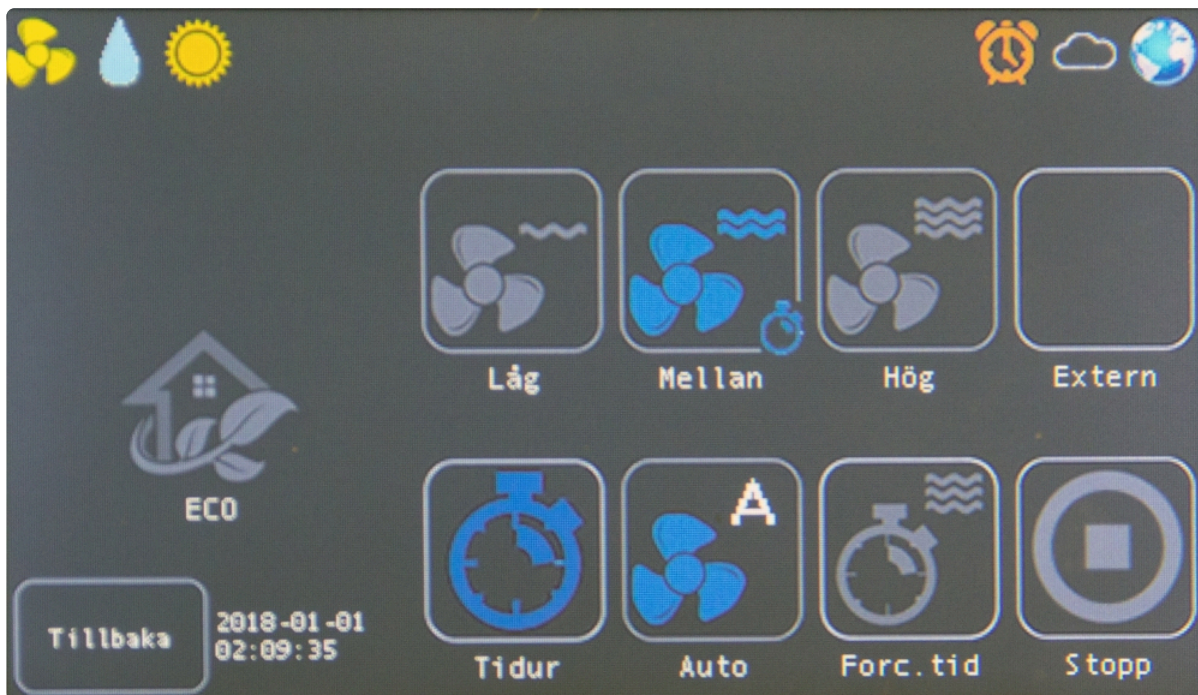 Låg
Mellan
Hög
Extern
ECO
A
Tidur
Auto
Forc.tid
Stopp
Tillbaka
2018-01-01
02:09:35